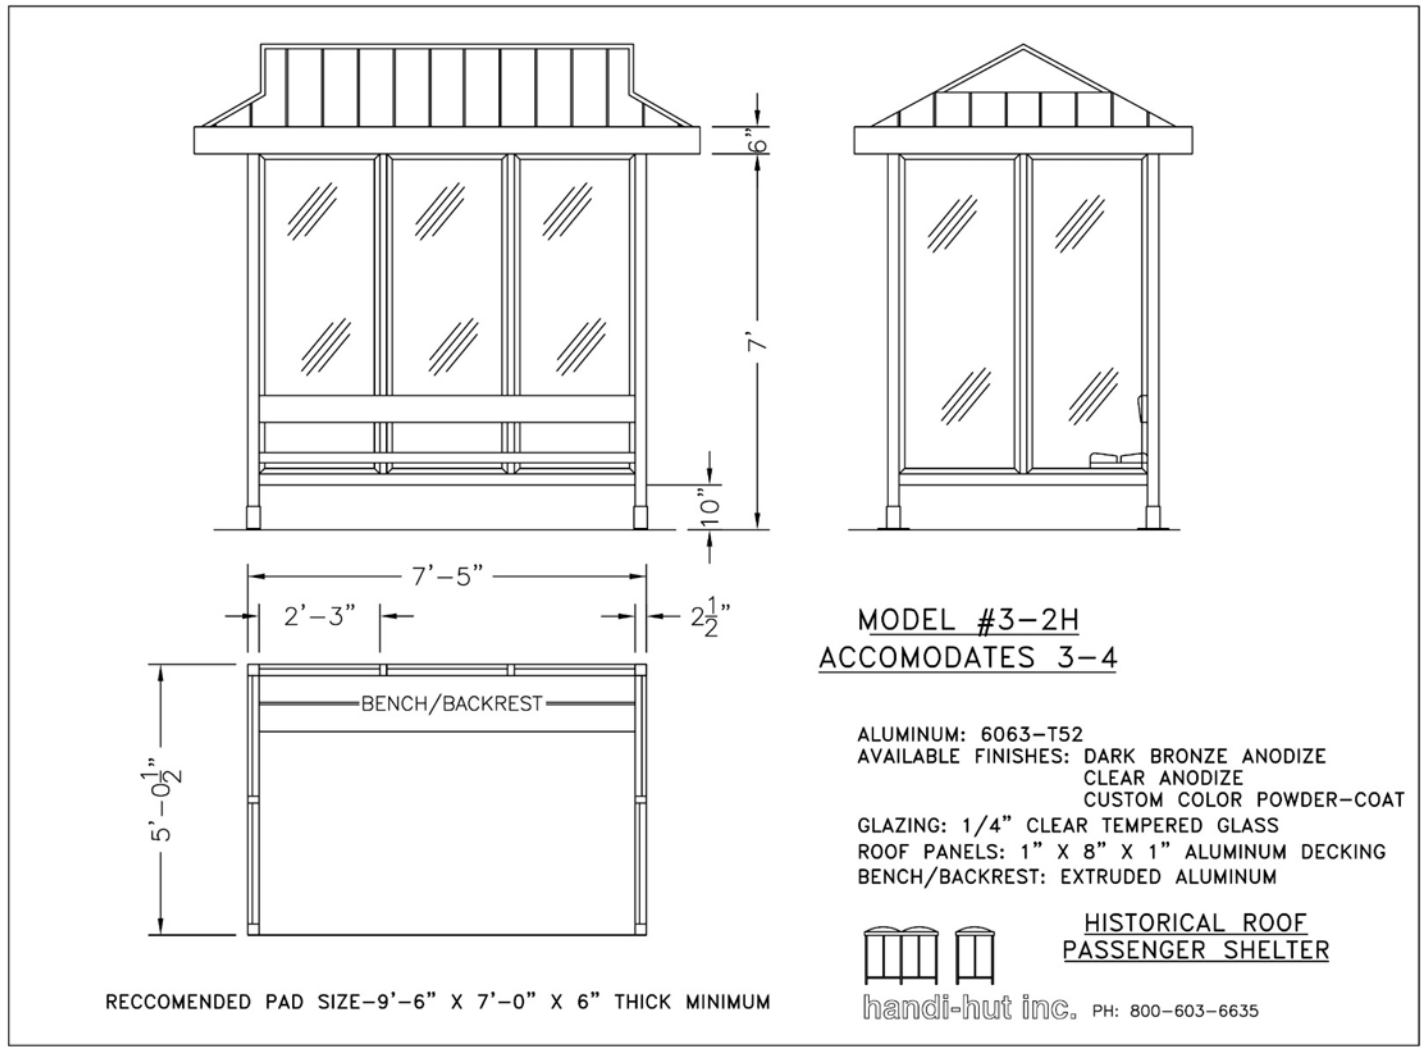 6"
7'
10"
7'-5"
2'-3"
2½"
BENCH/BACKREST
5'-0½"
RECCOMENDED PAD SIZE-9'-6" X 7'-0" X 6" THICK MINIMUM
MODEL #3-2H
ACCOMODATES 3-4
ALUMINUM: 6063-T52
AVAILABLE FINISHES: DARK BRONZE ANODIZE
CLEAR ANODIZE
CUSTOM COLOR POWDER-COAT
GLAZING: 1/4" CLEAR TEMPERED GLASS
ROOF PANELS: 1" X 8" X 1" ALUMINUM DECKING
BENCH/BACKREST: EXTRUDED ALUMINUM
HISTORICAL ROOF
PASSENGER SHELTER
handi-hut inc. PH: 800-603-6635